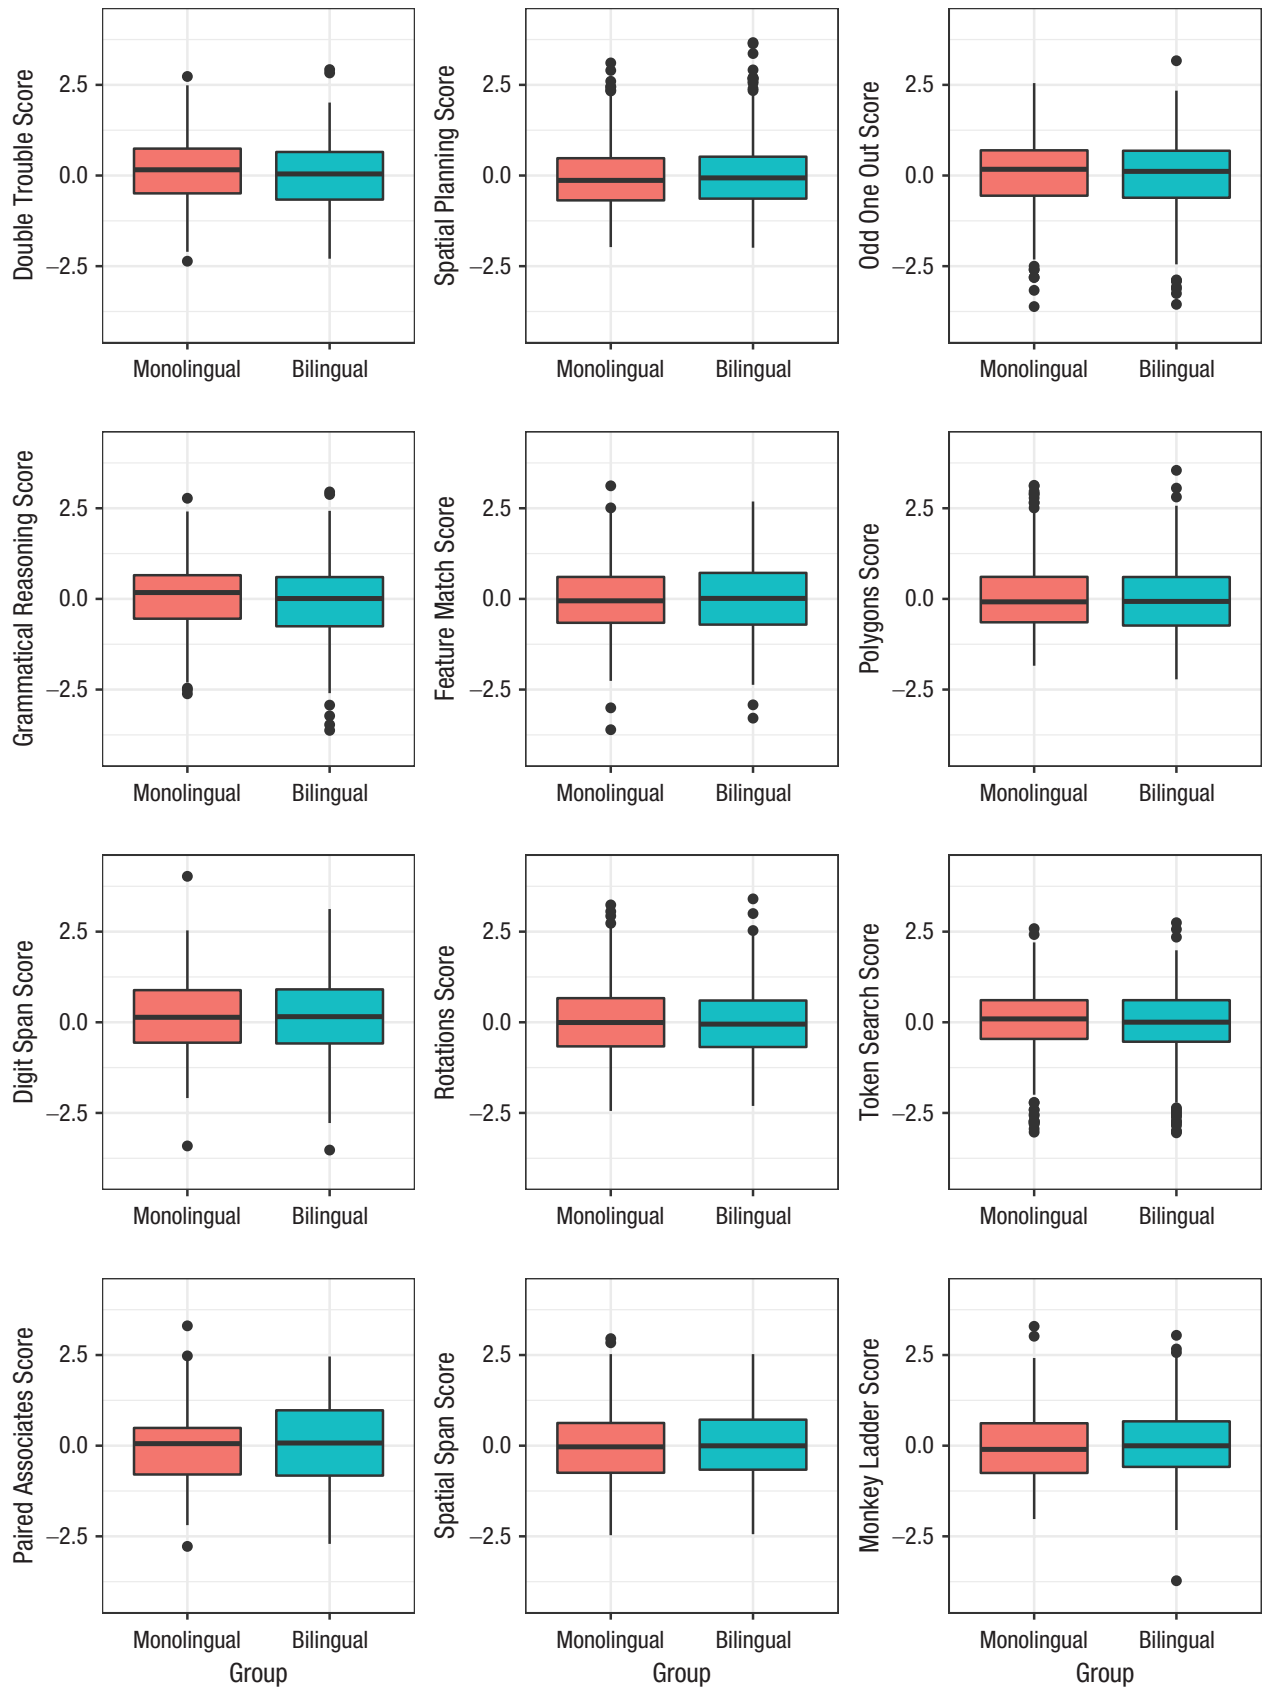 Double Trouble Score
2.5
0.0
−2.5
Monolingual Bilingual
Spatial Planning Score
2.5
0.0
−2.5
Monolingual Bilingual
Odd One Out Score
2.5
0.0
−2.5
Monolingual Bilingual
Grammatical Reasoning Score
2.5
0.0
−2.5
Monolingual Bilingual
Feature Match Score
2.5
0.0
−2.5
Monolingual Bilingual
Polygons Score
2.5
0.0
−2.5
Monolingual Bilingual
Digit Span Score
2.5
0.0
−2.5
Monolingual Bilingual
Rotations Score
2.5
0.0
−2.5
Monolingual Bilingual
Token Search Score
2.5
0.0
−2.5
Monolingual Bilingual
Paired Associates Score
2.5
0.0
−2.5
Monolingual Bilingual
Group
Spatial Span Score
2.5
0.0
−2.5
Monolingual Bilingual
Group
Monkey Ladder Score
2.5
0.0
−2.5
Monolingual Bilingual
Group